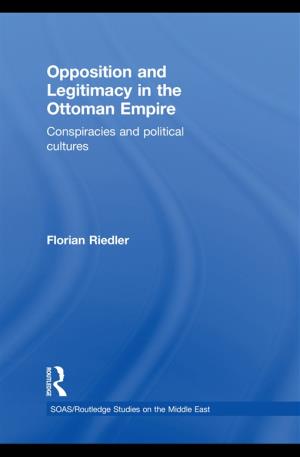 Opposition and
Legitimacy in the
Ottoman Empire
Conspiracies and political
cultures
Florian Riedler
ROUTLEDGE
SOAS/Routledge Studies on the Middle East